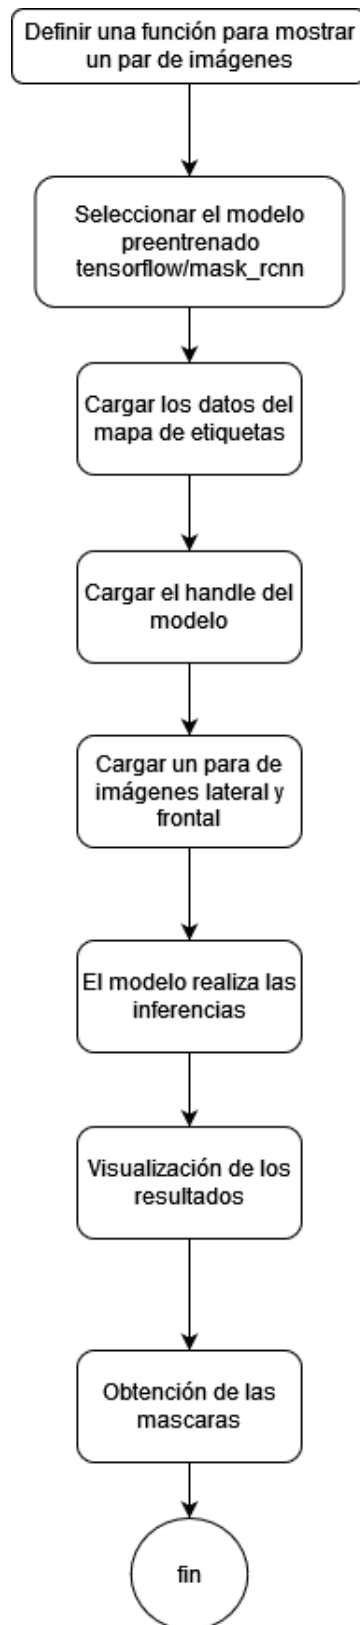 Definir una función para mostrar
un par de imágenes
Seleccionar el modelo
preentrenado
tensorflow/mask_rcnn
Cargar los datos del
mapa de etiquetas
Cargar el handle del
modelo
Cargar un para de
imágenes lateral y
frontal
El modelo realiza las
inferencias
Visualización de los
resultados
Obtención de las
mascaras
fin